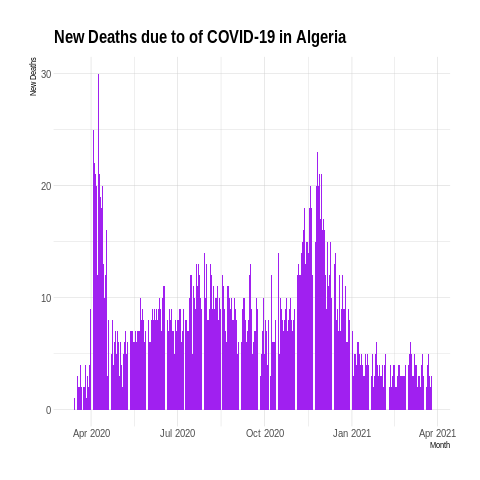 New Deaths due to of COVID-19 in Algeria
New Deaths
30
20
10
0
Apr 2020 Jul 2020 Oct 2020 Jan 2021 Apr 2021
Month